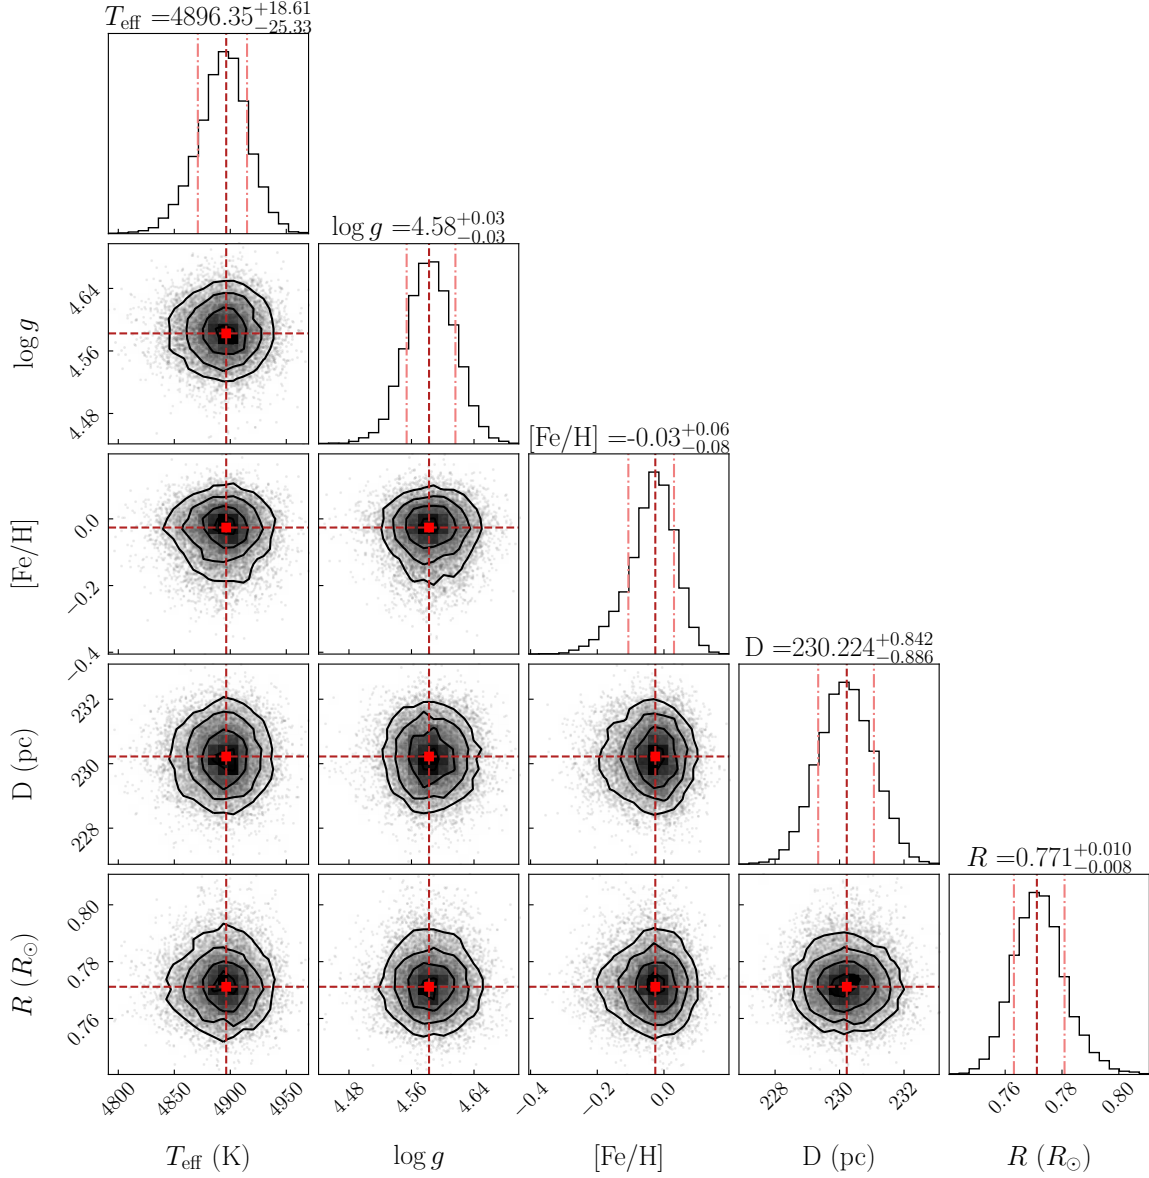 T_eff =4896.35^{+18.61}_{-25.33}
log g =4.58^{+0.03}_{-0.03}
4.64
4.56
4.48
log g
[Fe/H] =-0.03^{+0.06}_{-0.08}
0.0
−0.2
−0.4
[Fe/H]
D =230.224^{+0.842}_{-0.886}
232
230
228
D (pc)
R =0.771^{+0.010}_{-0.008}
0.80
0.78
0.76
R (R_⊙)
4800 4850 4900 4950 4.48 4.56 4.64 −0.4 −0.2 0.0 228 230 232 0.76 0.78 0.80
T_eff (K) log g [Fe/H] D (pc) R (R_⊙)